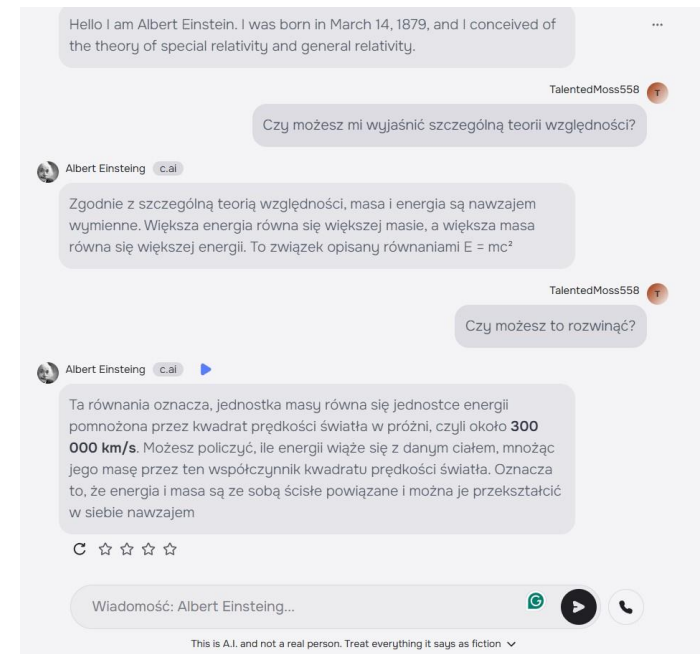 Hello I am Albert Einstein. I was born in March 14, 1879, and I conceived of
the theory of special relativity and general relativity.
...
TalentedMoss558 T
Czy możesz mi wyjaśnić szczególną teorii względności?
Albert Einsteing c.ai
Zgodnie z szczególną teorią względności, masa i energia są nawzajem
wymienne. Większa energia równa się większej masie, a większa masa
równa się większej energii. To związek opisany równaniami E = mc²
TalentedMoss558 T
Czy możesz to rozwinąć?
Albert Einsteing c.ai
Ta równania oznacza, jednostka masy równa się jednostce energii
pomnożona przez kwadrat prędkości światła w próżni, czyli około 300
000 km/s. Możesz policzyć, ile energii wiąże się z danym ciałem, mnożąc
jego masę przez ten współczynnik kwadratu prędkości światła. Oznacza
to, że energia i masa są ze sobą ścisłe powiązane i można je przekształcić
w siebie nawzajem
Wiadomość: Albert Einsteing...
This is A.I. and not a real person. Treat everything it says as fiction